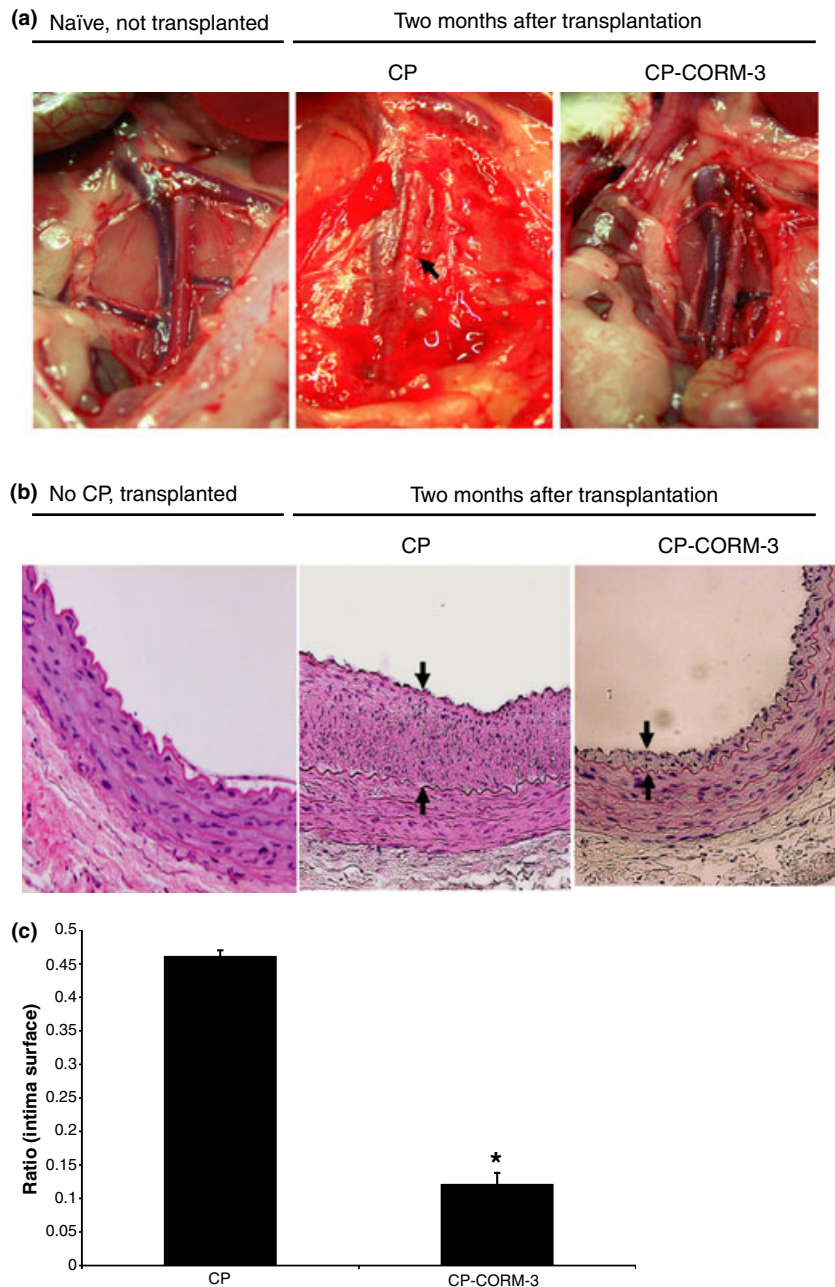 (a) Naïve, not transplanted Two months after transplantation
CP CP-CORM-3
(b) No CP, transplanted Two months after transplantation
CP CP-CORM-3
(c)
Ratio (intima surface)
0.5
0.45
0.4
0.35
0.3
0.25
0.2
0.15
0.1
0.05
0
*
CP CP-CORM-3